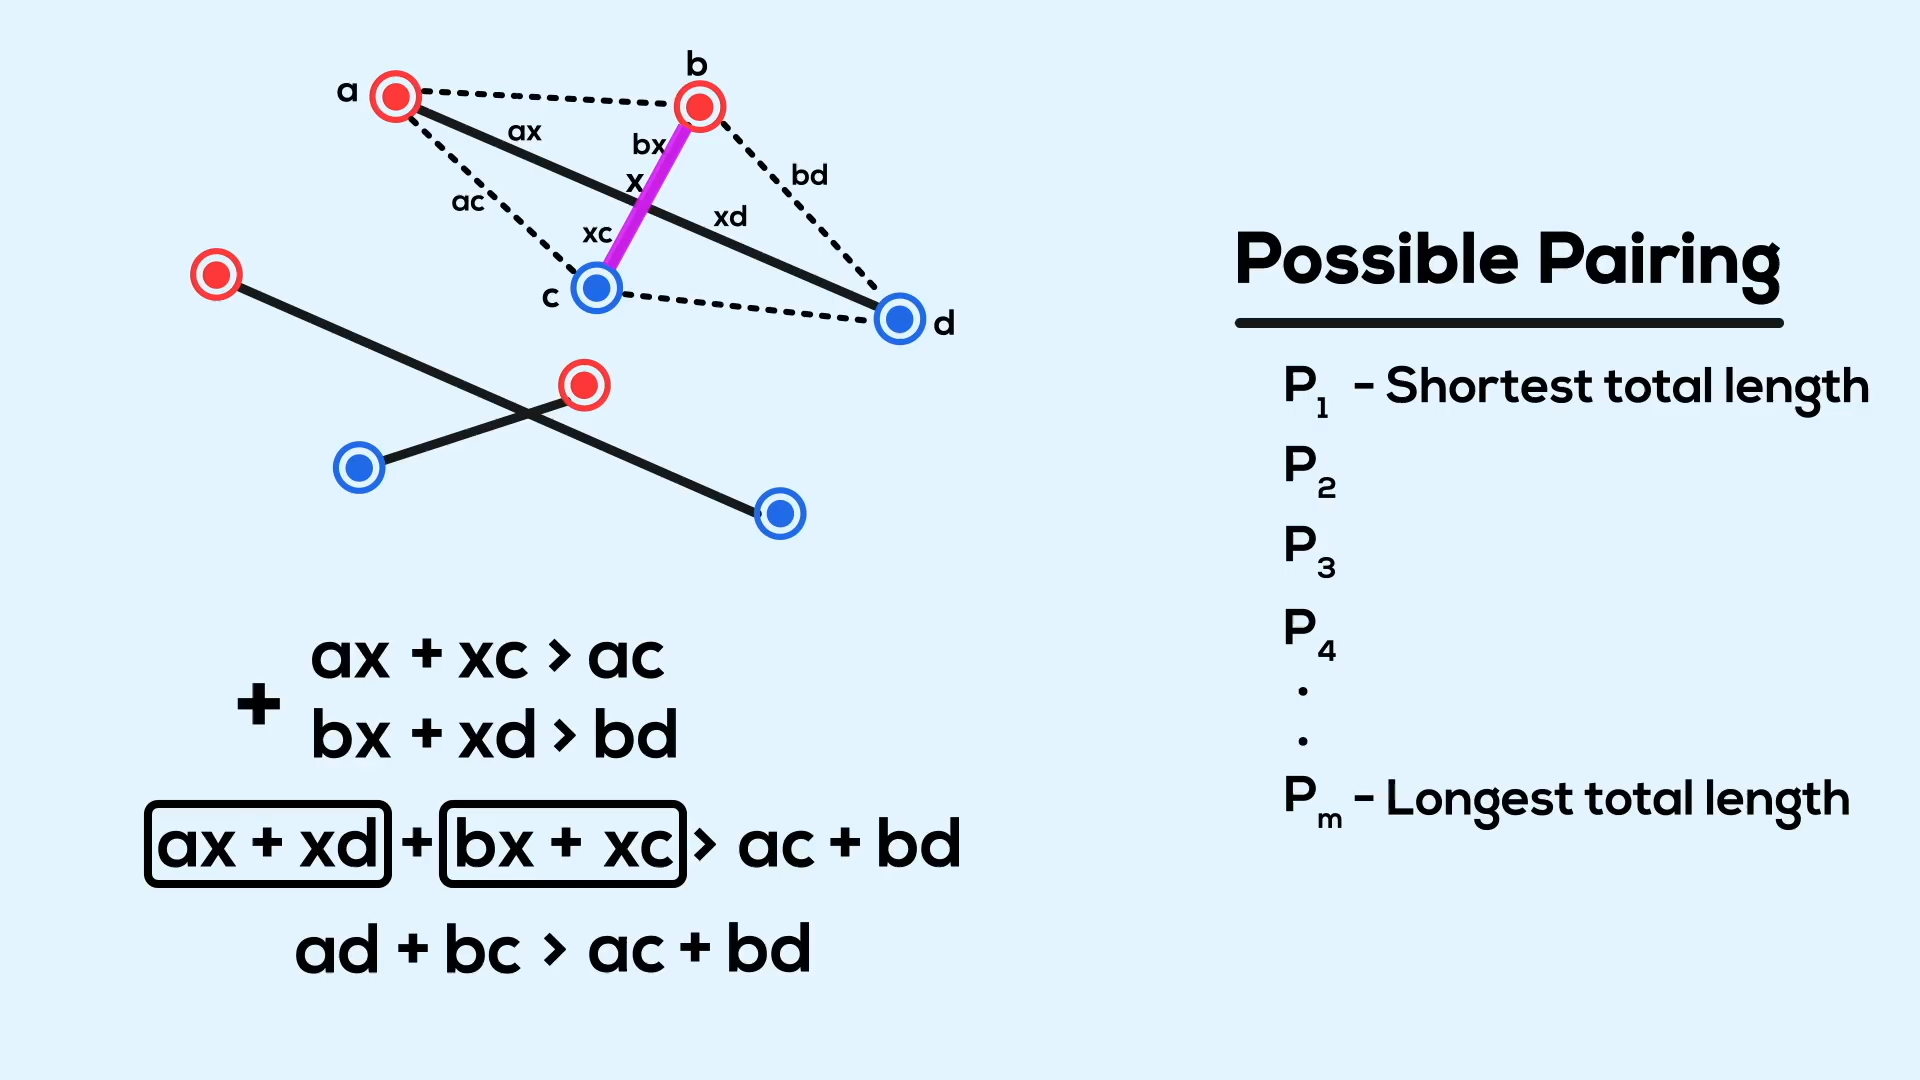 b
a
ax
bx
bd
x
ac
xd
xc
c
d
Possible Pairing
P1 - Shortest total length
P2
P3
P4
.
.
Pm - Longest total length
ax + xc > ac
+
bx + xd > bd
ax + xd + bx + xc > ac + bd
ad + bc > ac + bd